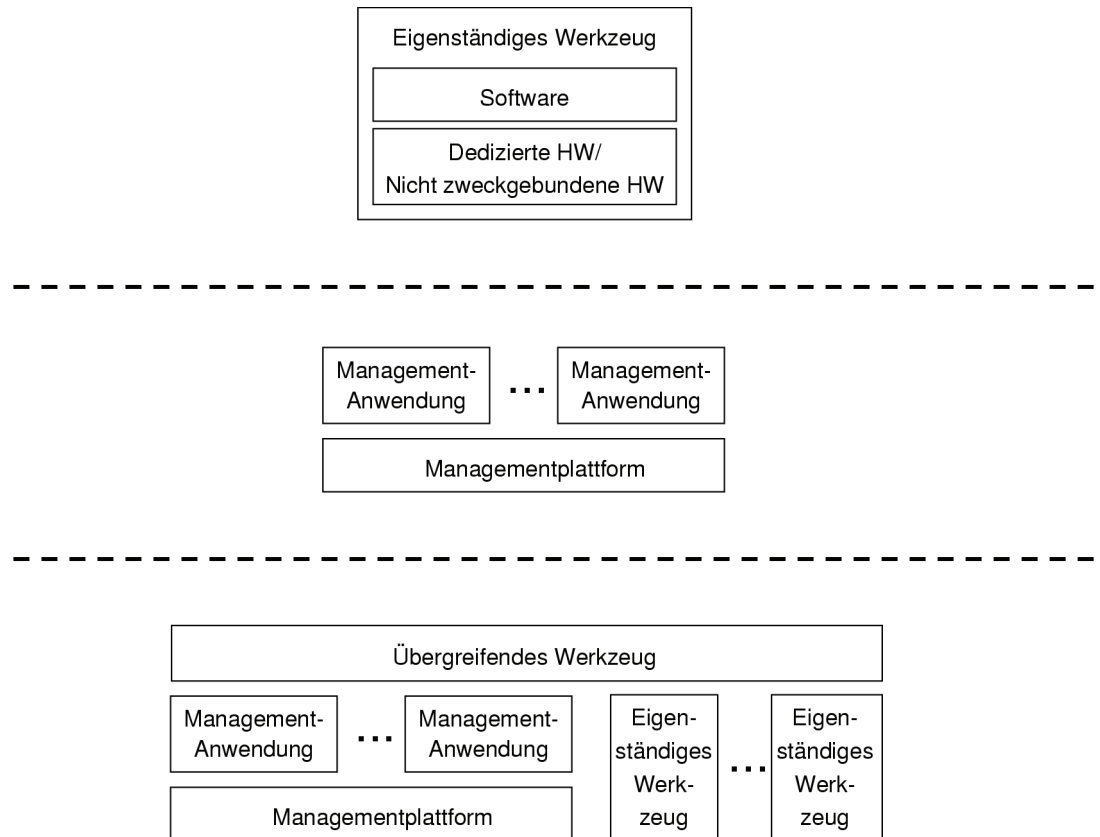 Eigenständiges Werkzeug
Software
Dedizierte HW/
Nicht zweckgebundene HW
Management-
Anwendung
...
Management-
Anwendung
Managementplattform
Übergreifendes Werkzeug
Management-
Anwendung
...
Management-
Anwendung
Managementplattform
Eigen-
ständiges
Werk-
zeug
...
Eigen-
ständiges
Werk-
zeug